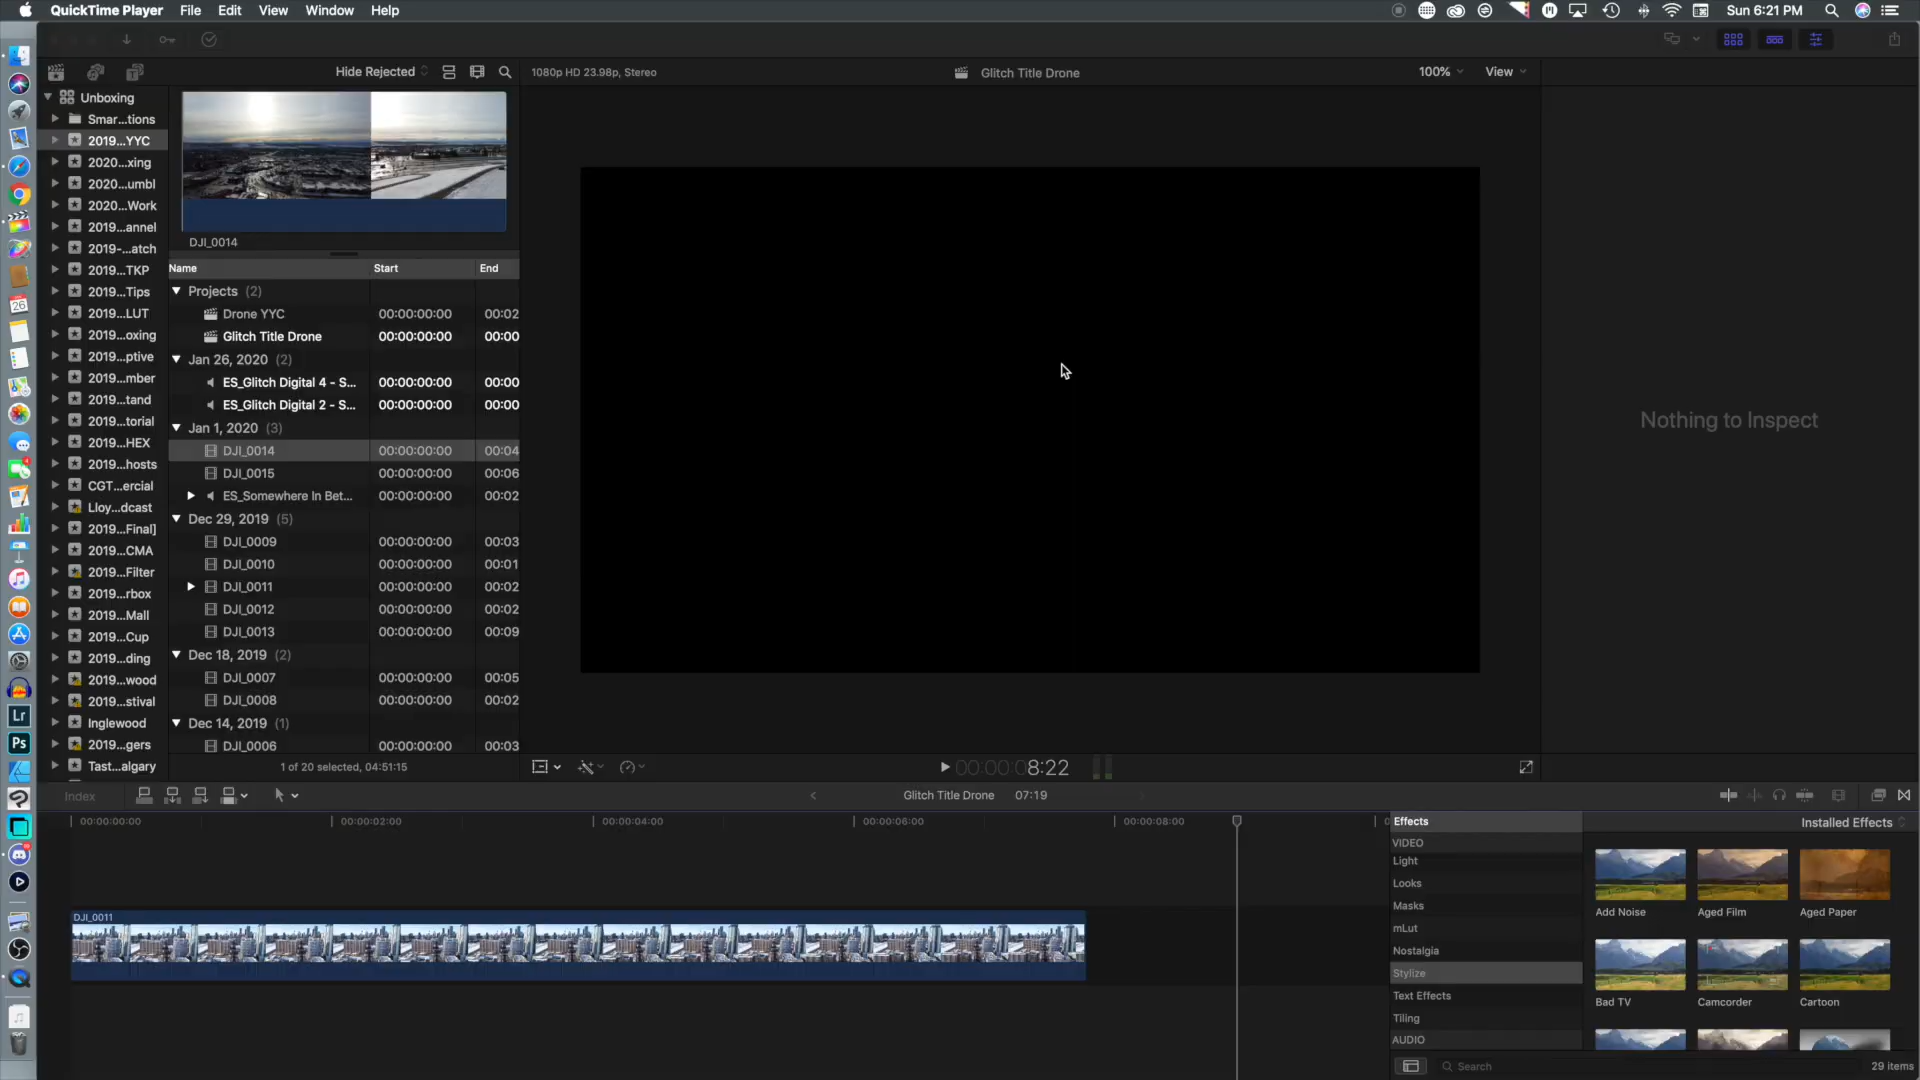 QuickTime Player File Edit View Window Help
Sun 6:21 PM
Hide Rejected
1080p HD 23.98p, Stereo
Glitch Title Drone
100%
View
Unboxing
Smar...tions
2019...YYC
2020...xing
2020...umbl
2020...Work
2019...annel
2019-...atch
2019...TKP
2019...Tips
2019...LUT
2019...oxing
2019...ptive
2019...mber
2019...tand
2019...torial
2019...HEX
2019...hosts
CGT...ercial
Lloy...dcast
2019...Final]
2019...CMA
2019...Filter
2019...rbox
2019...Mall
2019...Cup
2019...ding
2019...wood
2019...stival
Inglewood
2019...gers
Tast...algary
DJI_0014
Name Start End
Projects (2)
Drone YYC 00:00:00:00 00:02
Glitch Title Drone 00:00:00:00 00:00
Jan 26, 2020 (2)
ES_Glitch Digital 4 - S... 00:00:00:00 00:00
ES_Glitch Digital 2 - S... 00:00:00:00 00:00
Jan 1, 2020 (3)
DJI_0014 00:00:00:00 00:04
DJI_0015 00:00:00:00 00:06
ES_Somewhere In Bet... 00:00:00:00 00:02
Dec 29, 2019 (5)
DJI_0009 00:00:00:00 00:03
DJI_0010 00:00:00:00 00:01
DJI_0011 00:00:00:00 00:02
DJI_0012 00:00:00:00 00:02
DJI_0013 00:00:00:00 00:09
Dec 18, 2019 (2)
DJI_0007 00:00:00:00 00:05
DJI_0008 00:00:00:00 00:02
Dec 14, 2019 (1)
DJI_0006 00:00:00:00 00:03
1 of 20 selected, 04:51:15
Nothing to Inspect
00:00:08:22
Index
Glitch Title Drone 07:19
00:00:00:00 00:00:02:00 00:00:04:00 00:00:06:00 00:00:08:00
DJI_0011
Effects
Installed Effects
VIDEO
Light
Looks
Masks
mLut
Nostalgia
Stylize
Text Effects
Tiling
AUDIO
Add Noise Aged Film Aged Paper
Bad TV Camcorder Cartoon
Search
29 items
Lr
Ps
26